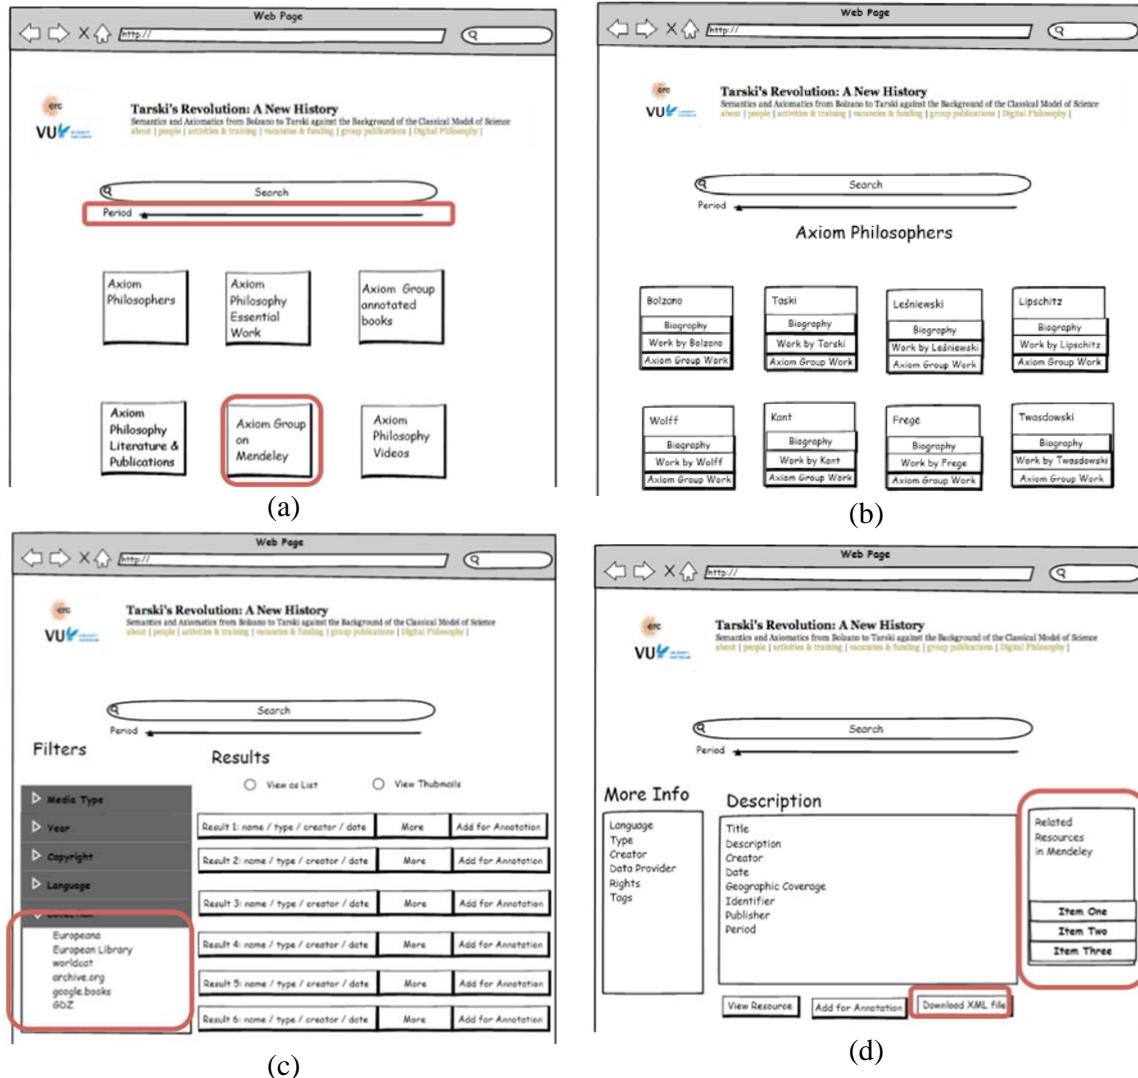 Web Page
http://
erc
VU
Tarski's Revolution: A New History
Semantics and Axiomatics from Bolzano to Tarski against the Background of the Classical Model of Science
about | people | activities & training | vacancies & funding | group publications | Digital Philosophy |
Search
Period
Axiom
Philosophers
Axiom
Philosophy
Essential
Work
Axiom Group
annotated
books
Axiom
Philosophy
Literature &
Publications
Axiom Group
on
Mendeley
Axiom
Philosophy
Videos
(a)
Web Page
http://
erc
VU
Tarski's Revolution: A New History
Semantics and Axiomatics from Bolzano to Tarski against the Background of the Classical Model of Science
about | people | activities & training | vacancies & funding | group publications | Digital Philosophy |
Search
Period
Axiom Philosophers
Bolzano
Biography
Work by Bolzano
Axiom Group Work
Taski
Biography
Work by Tarski
Axiom Group Work
Leśniewski
Biography
Work by Leśniewski
Axiom Group Work
Lipschitz
Biography
Work by Lipschitz
Axiom Group Work
Wolff
Biography
Work by Wolff
Axiom Group Work
Kant
Biography
Work by Kant
Axiom Group Work
Frege
Biography
Work by Frege
Axiom Group Work
Twasdowski
Biography
Work by Twasdowski
Axiom Group Work
(b)
Web Page
http://
erc
VU
Tarski's Revolution: A New History
Semantics and Axiomatics from Bolzano to Tarski against the Background of the Classical Model of Science
about | people | activities & training | vacancies & funding | group publications | Digital Philosophy |
Search
Period
Filters
Media Type
Year
Copyright
Language
Collection
Europeana
European Library
worldcat
archive.org
google.books
GDZ
Results
View as List
View Thubmails
Result 1: name / type / creator / date More Add for Annotation
Result 2: name / type / creator / date More Add for Annotation
Result 3: name / type / creator / date More Add for Annotation
Result 4: name / type / creator / date More Add for Annotation
Result 5: name / type / creator / date More Add for Annotation
Result 6: name / type / creator / date More Add for Annotation
(c)
Web Page
http://
erc
VU
Tarski's Revolution: A New History
Semantics and Axiomatics from Bolzano to Tarski against the Background of the Classical Model of Science
about | people | activities & training | vacancies & funding | group publications | Digital Philosophy |
Search
Period
More Info
Language
Type
Creator
Data Provider
Rights
Tags
Description
Title
Description
Creator
Date
Geographic Coverage
Identifier
Publisher
Period
Related
Resources
in Mendeley
Item One
Item Two
Item Three
View Resource
Add for Annotation
Download XML file
(d)